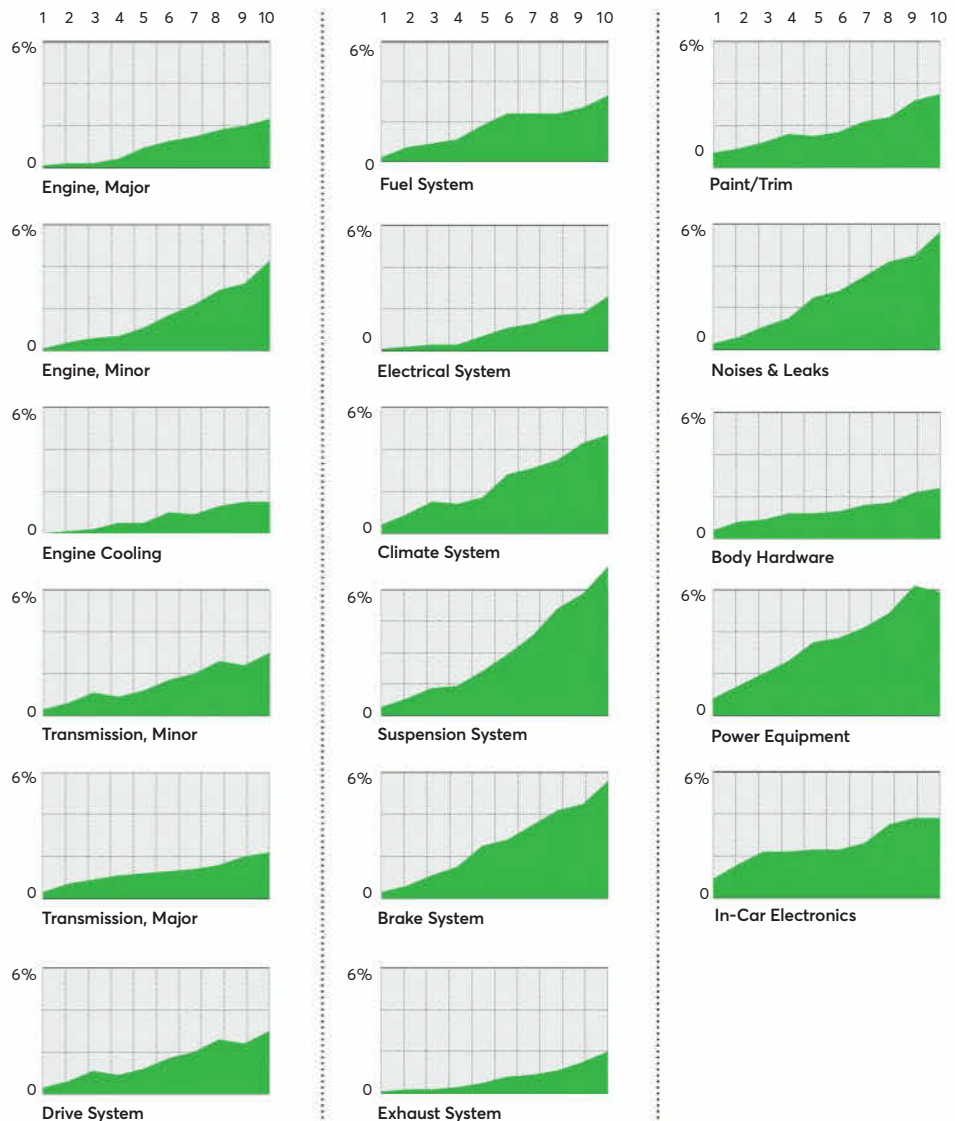 1 2 3 4 5 6 7 8 9 10
6%
0
Engine, Major
6%
0
Engine, Minor
6%
0
Engine Cooling
6%
0
Transmission, Minor
6%
0
Transmission, Major
6%
0
Drive System
1 2 3 4 5 6 7 8 9 10
6%
0
Fuel System
6%
0
Electrical System
6%
0
Climate System
6%
0
Suspension System
6%
0
Brake System
6%
0
Exhaust System
1 2 3 4 5 6 7 8 9 10
6%
0
Paint/Trim
6%
0
Noises & Leaks
6%
0
Body Hardware
6%
0
Power Equipment
6%
0
In-Car Electronics